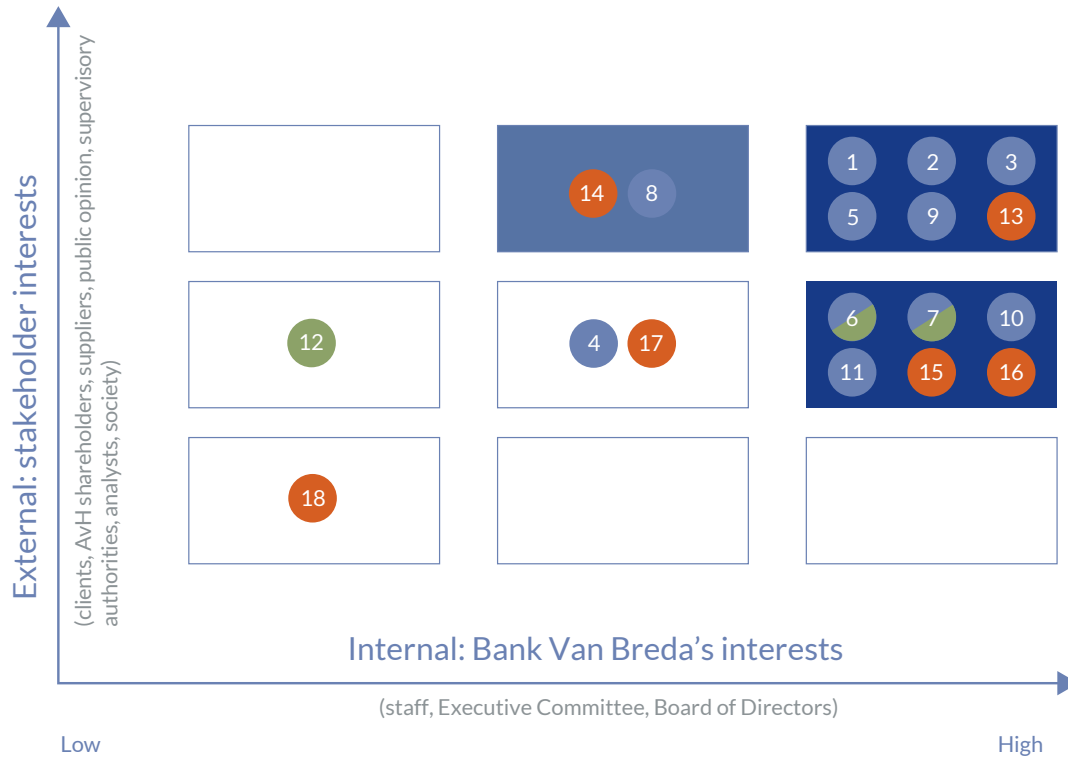 External: stakeholder interests
(clients, AvH shareholders, suppliers, public opinion, supervisory
authorities, analysts, society)
14 8
1 2 3
5 9 13
12
4 17
6 7 10
11 15 16
18
Internal: Bank Van Breda’s interests
(staff, Executive Committee, Board of Directors)
Low High